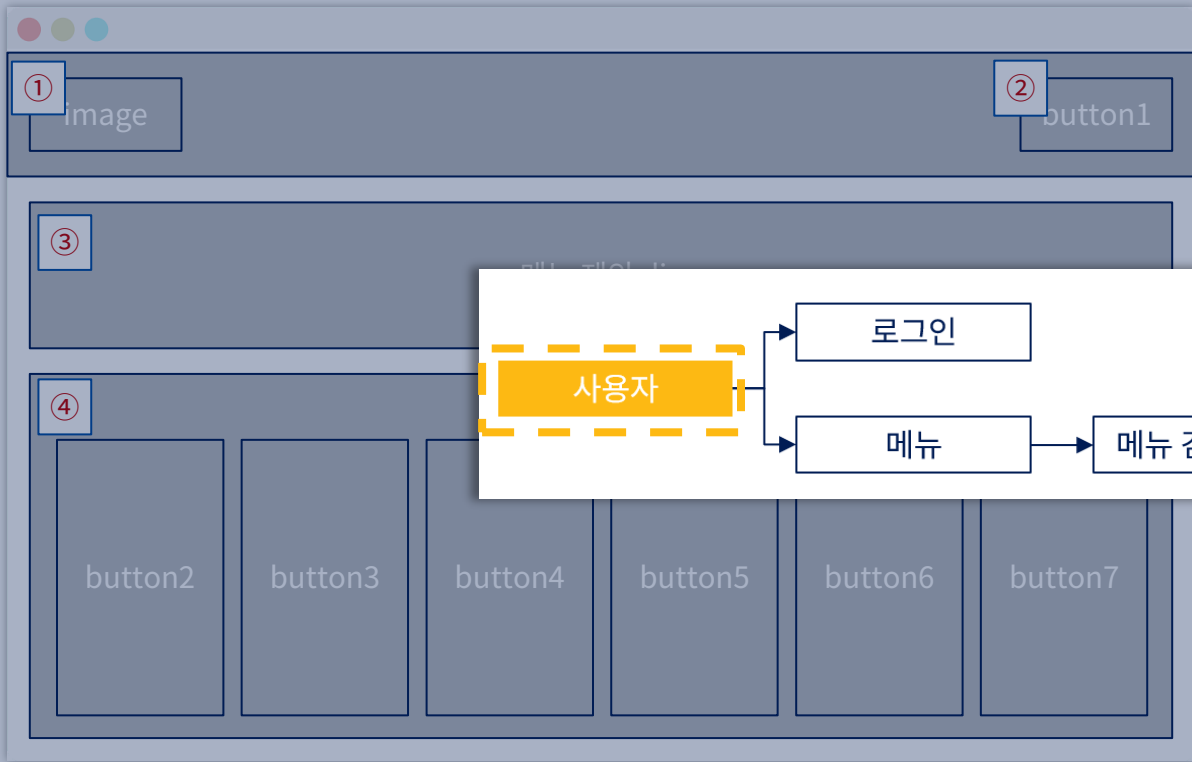 ①
image
②
button1
③
④
로그인
사용자
메뉴
메뉴
button2
button3
button4
button5
button6
button7